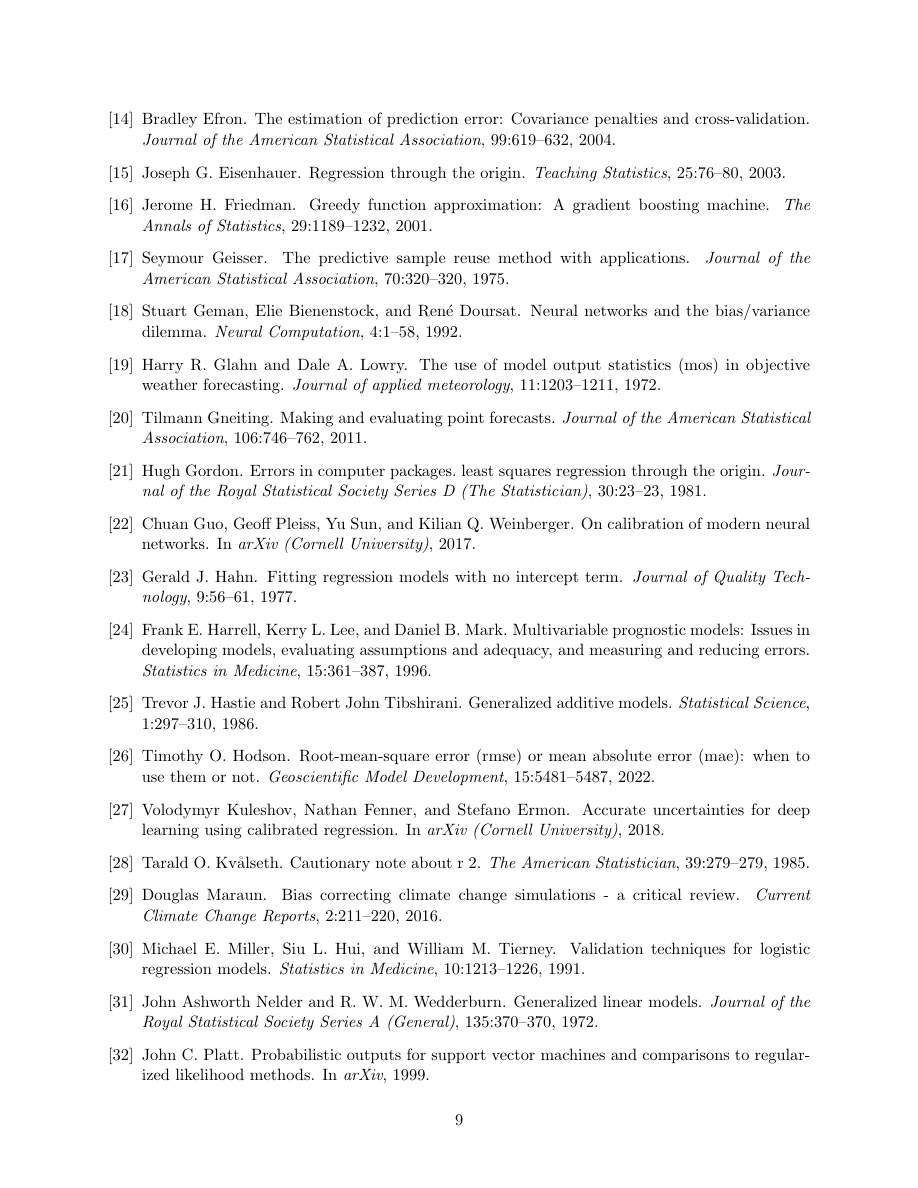 [14] Bradley Efron. The estimation of prediction error: Covariance penalties and cross-validation.
Journal of the American Statistical Association, 99:619–632, 2004.
[15] Joseph G. Eisenhauer. Regression through the origin. Teaching Statistics, 25:76–80, 2003.
[16] Jerome H. Friedman. Greedy function approximation: A gradient boosting machine. The
Annals of Statistics, 29:1189–1232, 2001.
[17] Seymour Geisser. The predictive sample reuse method with applications. Journal of the
American Statistical Association, 70:320–320, 1975.
[18] Stuart Geman, Elie Bienenstock, and René Doursat. Neural networks and the bias/variance
dilemma. Neural Computation, 4:1–58, 1992.
[19] Harry R. Glahn and Dale A. Lowry. The use of model output statistics (mos) in objective
weather forecasting. Journal of applied meteorology, 11:1203–1211, 1972.
[20] Tilmann Gneiting. Making and evaluating point forecasts. Journal of the American Statistical
Association, 106:746–762, 2011.
[21] Hugh Gordon. Errors in computer packages. least squares regression through the origin. Jour-
nal of the Royal Statistical Society Series D (The Statistician), 30:23–23, 1981.
[22] Chuan Guo, Geoff Pleiss, Yu Sun, and Kilian Q. Weinberger. On calibration of modern neural
networks. In arXiv (Cornell University), 2017.
[23] Gerald J. Hahn. Fitting regression models with no intercept term. Journal of Quality Tech-
nology, 9:56–61, 1977.
[24] Frank E. Harrell, Kerry L. Lee, and Daniel B. Mark. Multivariable prognostic models: Issues in
developing models, evaluating assumptions and adequacy, and measuring and reducing errors.
Statistics in Medicine, 15:361–387, 1996.
[25] Trevor J. Hastie and Robert John Tibshirani. Generalized additive models. Statistical Science,
1:297–310, 1986.
[26] Timothy O. Hodson. Root-mean-square error (rmse) or mean absolute error (mae): when to
use them or not. Geoscientific Model Development, 15:5481–5487, 2022.
[27] Volodymyr Kuleshov, Nathan Fenner, and Stefano Ermon. Accurate uncertainties for deep
learning using calibrated regression. In arXiv (Cornell University), 2018.
[28] Tarald O. Kvålseth. Cautionary note about r 2. The American Statistician, 39:279–279, 1985.
[29] Douglas Maraun. Bias correcting climate change simulations - a critical review. Current
Climate Change Reports, 2:211–220, 2016.
[30] Michael E. Miller, Siu L. Hui, and William M. Tierney. Validation techniques for logistic
regression models. Statistics in Medicine, 10:1213–1226, 1991.
[31] John Ashworth Nelder and R. W. M. Wedderburn. Generalized linear models. Journal of the
Royal Statistical Society Series A (General), 135:370–370, 1972.
[32] John C. Platt. Probabilistic outputs for support vector machines and comparisons to regular-
ized likelihood methods. In arXiv, 1999.
9